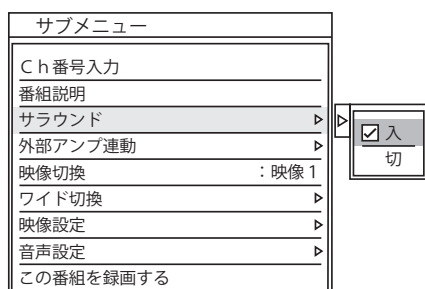 サブメニュー
Ch番号入力
番組説明
サラウンド
入
切
外部アンプ連動
映像切換 :映像1
ワイド切換
映像設定
音声設定
この番組を録画する